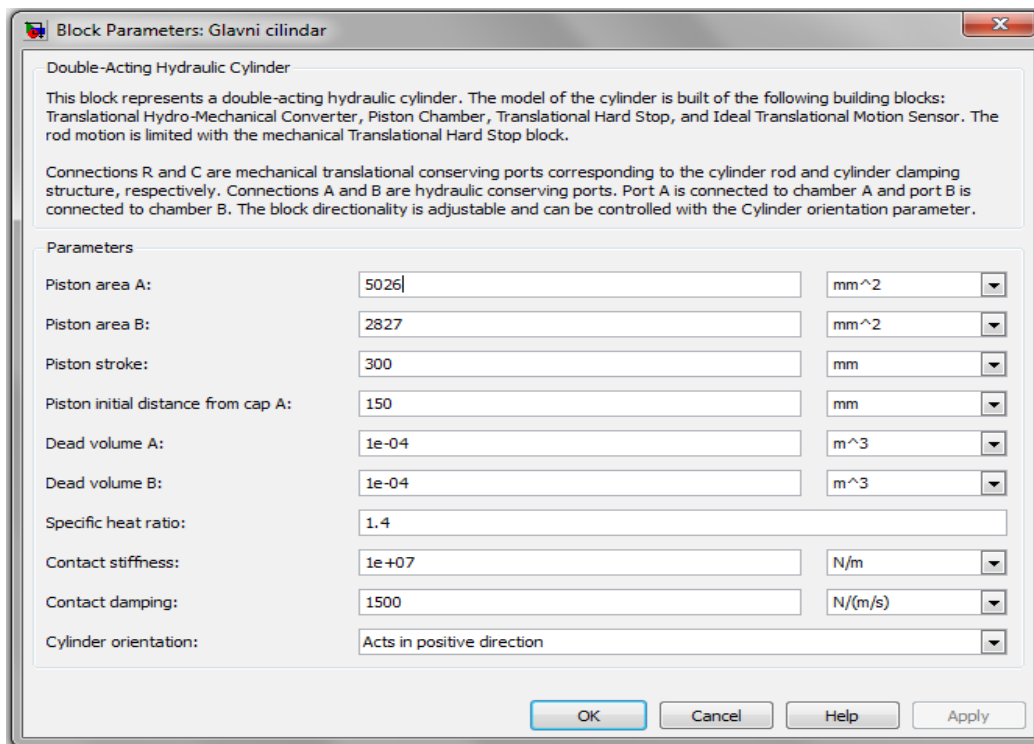 Block Parameters: Glavni cilindar
Double-Acting Hydraulic Cylinder
This block represents a double-acting hydraulic cylinder. The model of the cylinder is built of the following building blocks:
Translational Hydro-Mechanical Converter, Piston Chamber, Translational Hard Stop, and Ideal Translational Motion Sensor. The
rod motion is limited with the mechanical Translational Hard Stop block.
Connections R and C are mechanical translational conserving ports corresponding to the cylinder rod and cylinder clamping
structure, respectively. Connections A and B are hydraulic conserving ports. Port A is connected to chamber A and port B is
connected to chamber B. The block directionality is adjustable and can be controlled with the Cylinder orientation parameter.
Parameters
Piston area A: 5026 mm^2
Piston area B: 2827 mm^2
Piston stroke: 300 mm
Piston initial distance from cap A: 150 mm
Dead volume A: 1e-04 m^3
Dead volume B: 1e-04 m^3
Specific heat ratio: 1.4
Contact stiffness: 1e+07 N/m
Contact damping: 1500 N/(m/s)
Cylinder orientation: Acts in positive direction
OK Cancel Help Apply